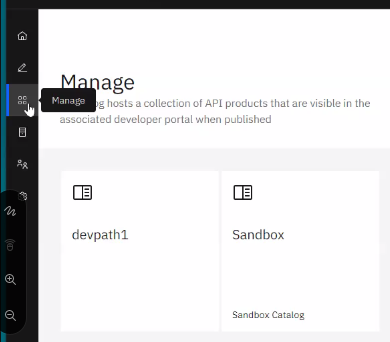 Manage
Manage
og hosts a collection of API products that are visible in the
associated developer portal when published
devpath1
Sandbox
Sandbox Catalog